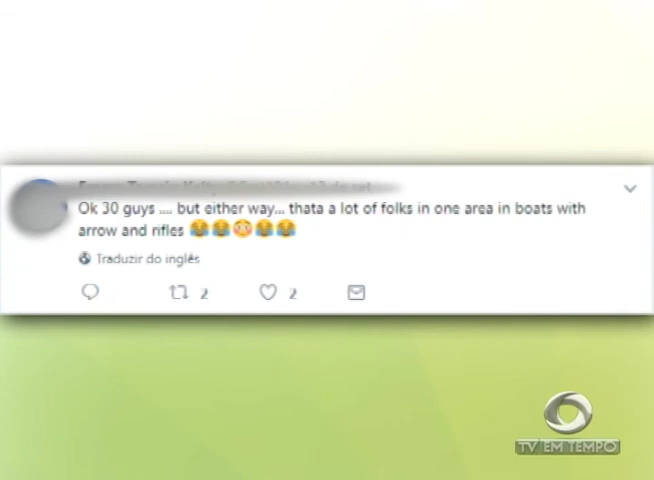 Ok 30 guys .... but either way... thata a lot of folks in one area in boats with
arrow and rifles 😂😂😳😂😂
Traduzir do inglês
2 2
TV EM TEMPO